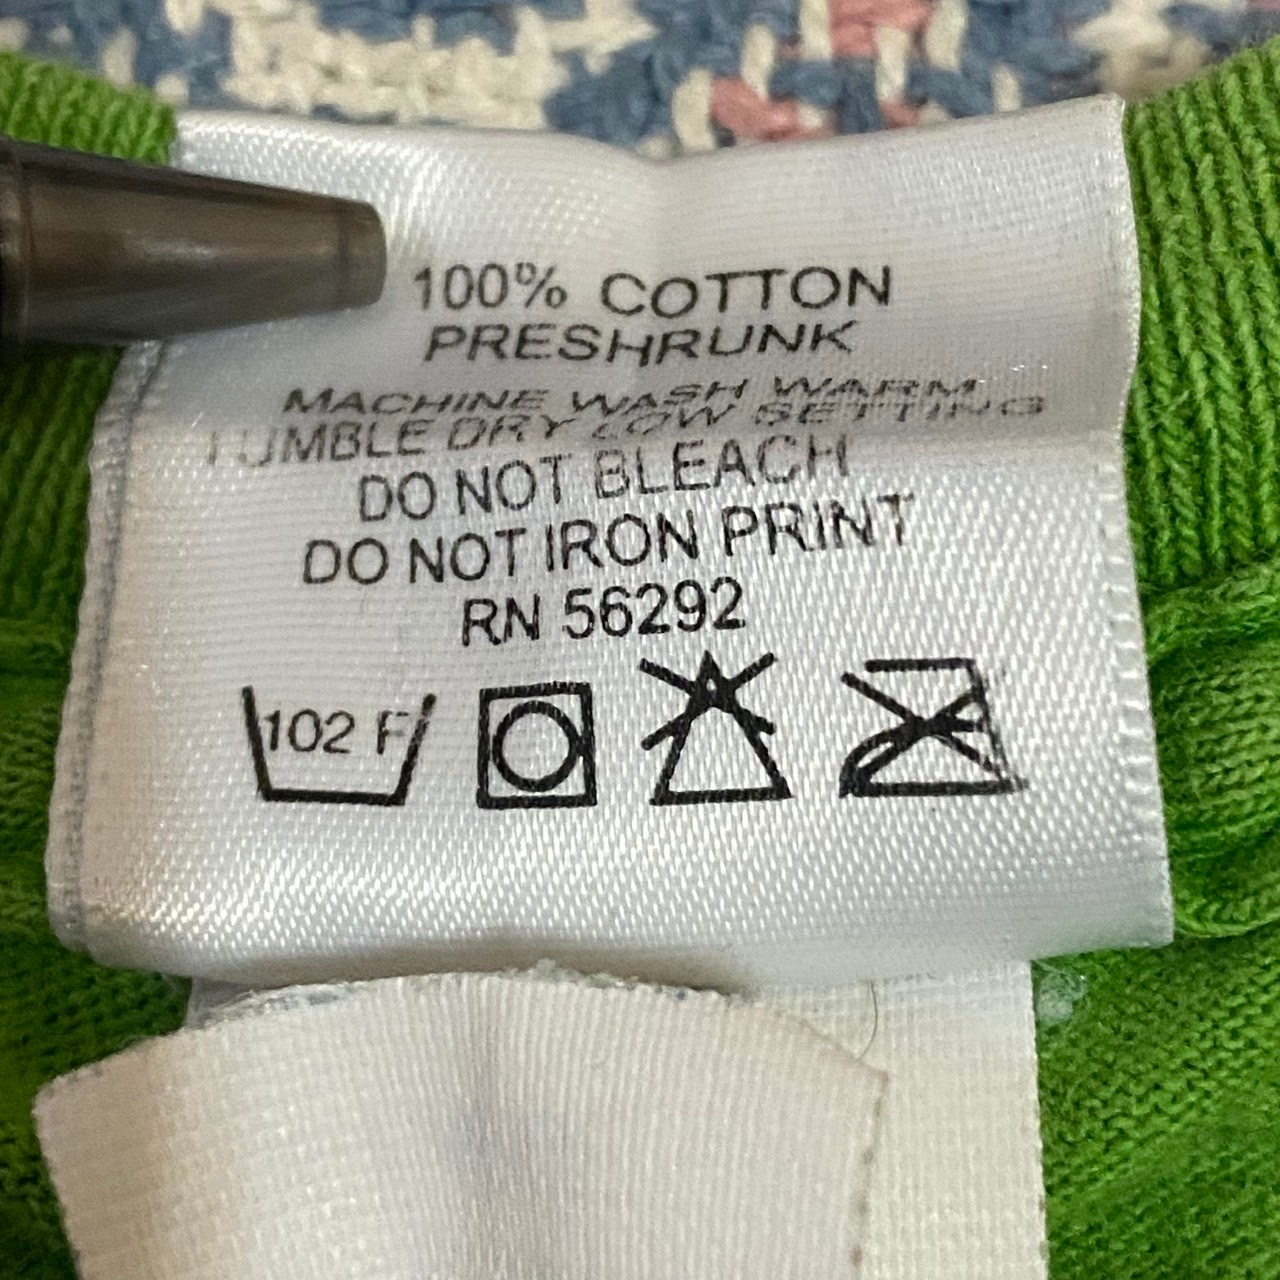 100% COTTON
PRESHRUNK
MACHINE WASH WARM
TUMBLE DRY LOW SETTING
DO NOT BLEACH
DO NOT IRON PRINT
RN 56292
102 F